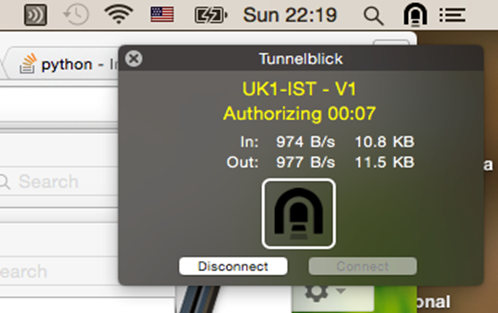 Sun 22:19
python - I
Tunnelblick
UK1-IST - V1
Authorizing 00:07
In: 974 B/s 10.8 KB
Out: 977 B/s 11.5 KB
Search
Disconnect Connect
earch
onal
a